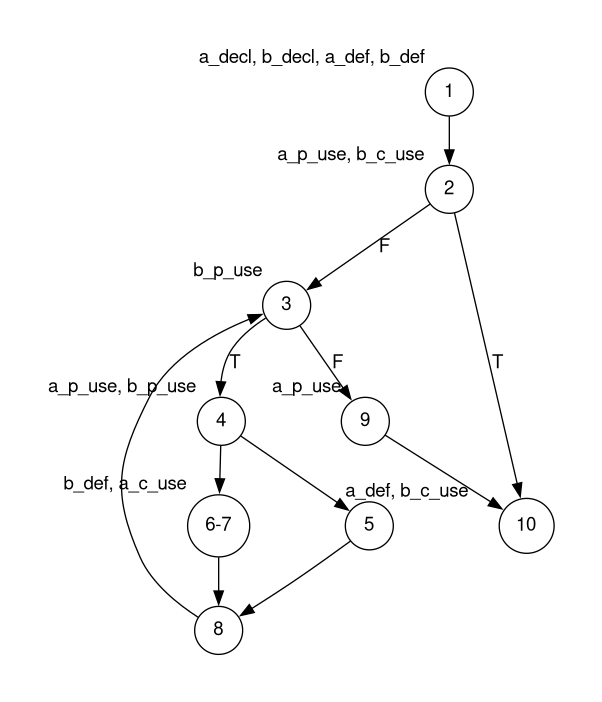 a_decl, b_decl, a_def, b_def
1
a_p_use, b_c_use
2
F
b_p_use
3
T
F
T
a_p_use, b_p_use
a_p_use
4
9
b_def, a_c_use
a_def, b_c_use
6-7
5
10
8